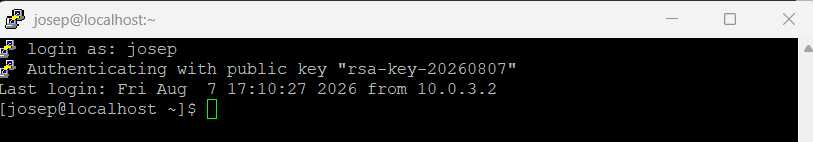 josep@localhost:~
login as: josep
Authenticating with public key "rsa-key-20260807"
Last login: Fri Aug  7 17:10:27 2026 from 10.0.3.2
[josep@localhost ~]$